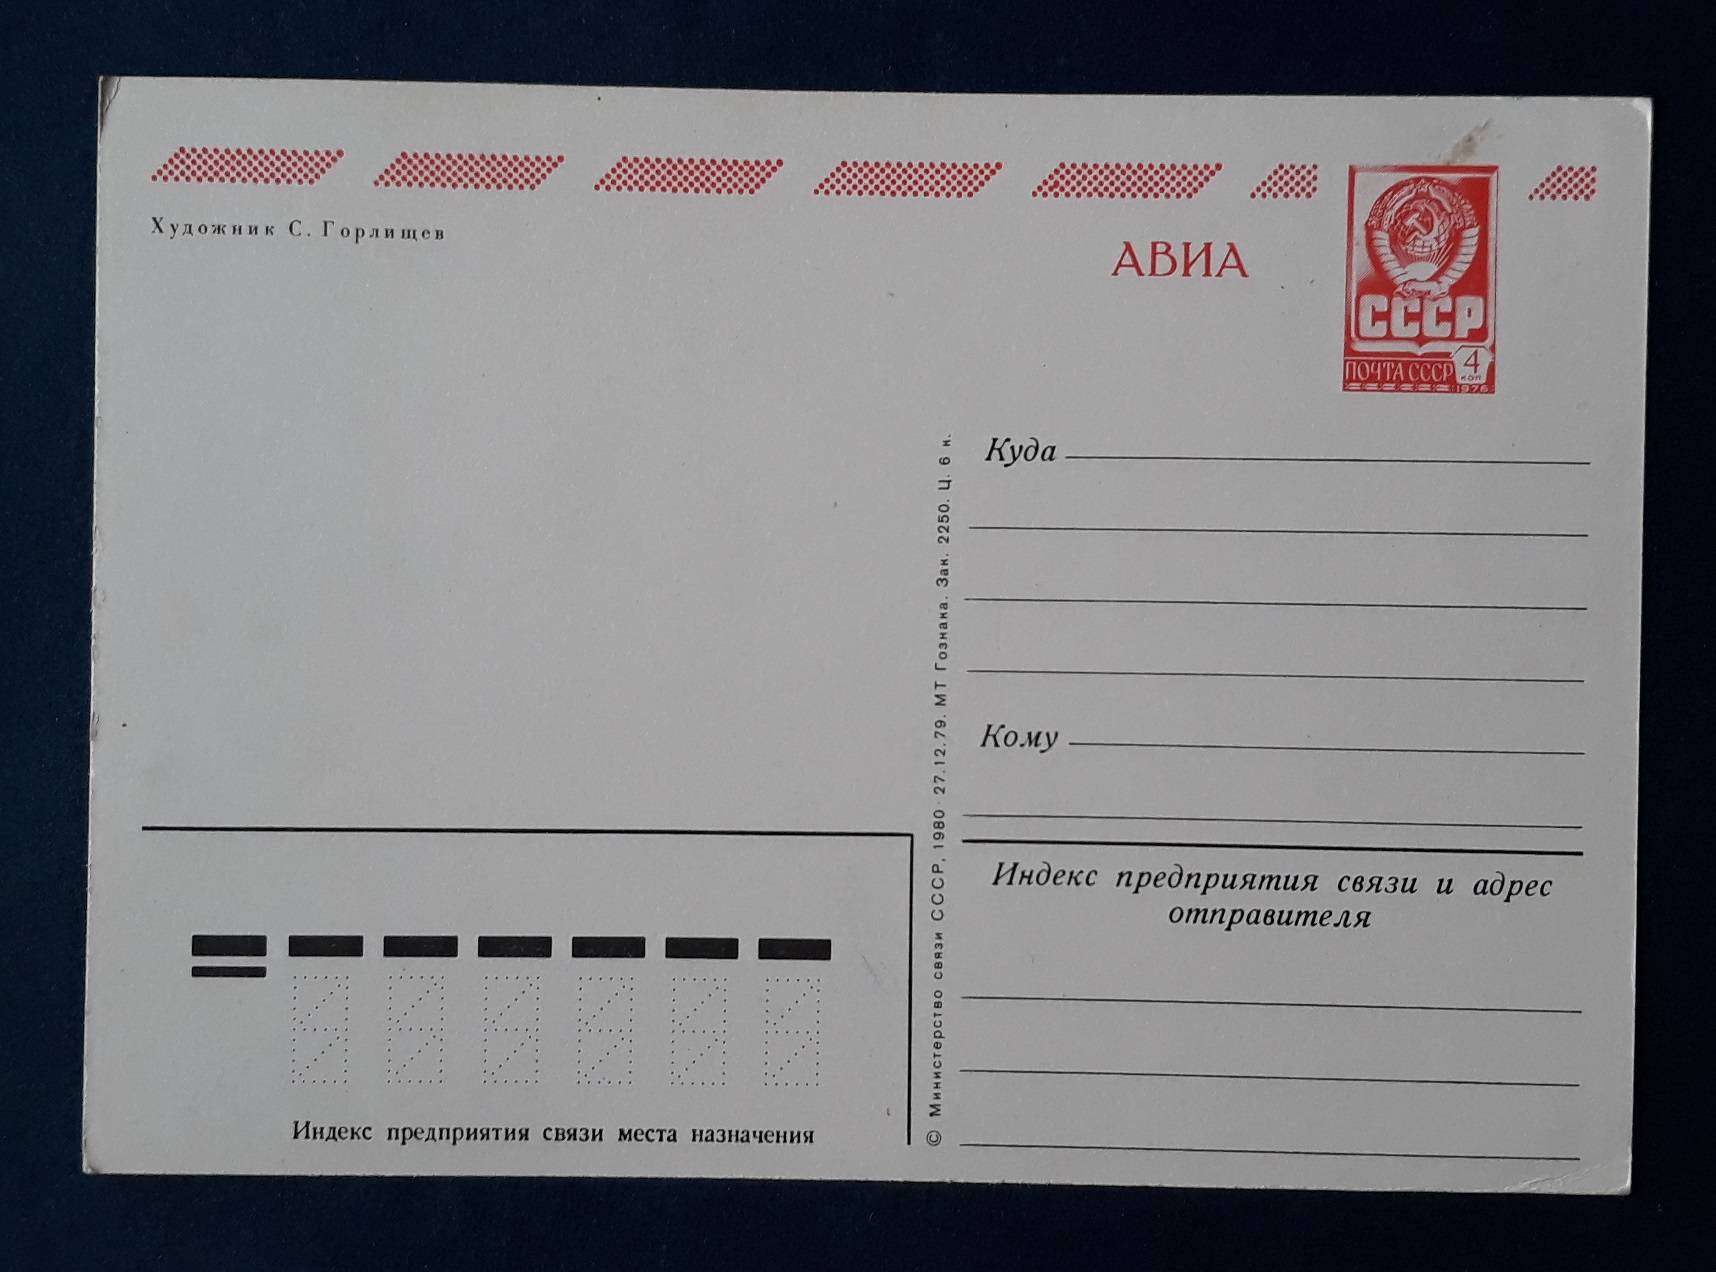 Художник С. Горлищев
АВИА
СССР
ПОЧТА СССР 4
КОП
1976
Куда
Кому
Индекс предприятия связи и адрес
отправителя
© Министерство связи СССР, 1980 · 27.12.79. МТ Гознака. Зак. 2250. Ц. 6 к.
Индекс предприятия связи места назначения